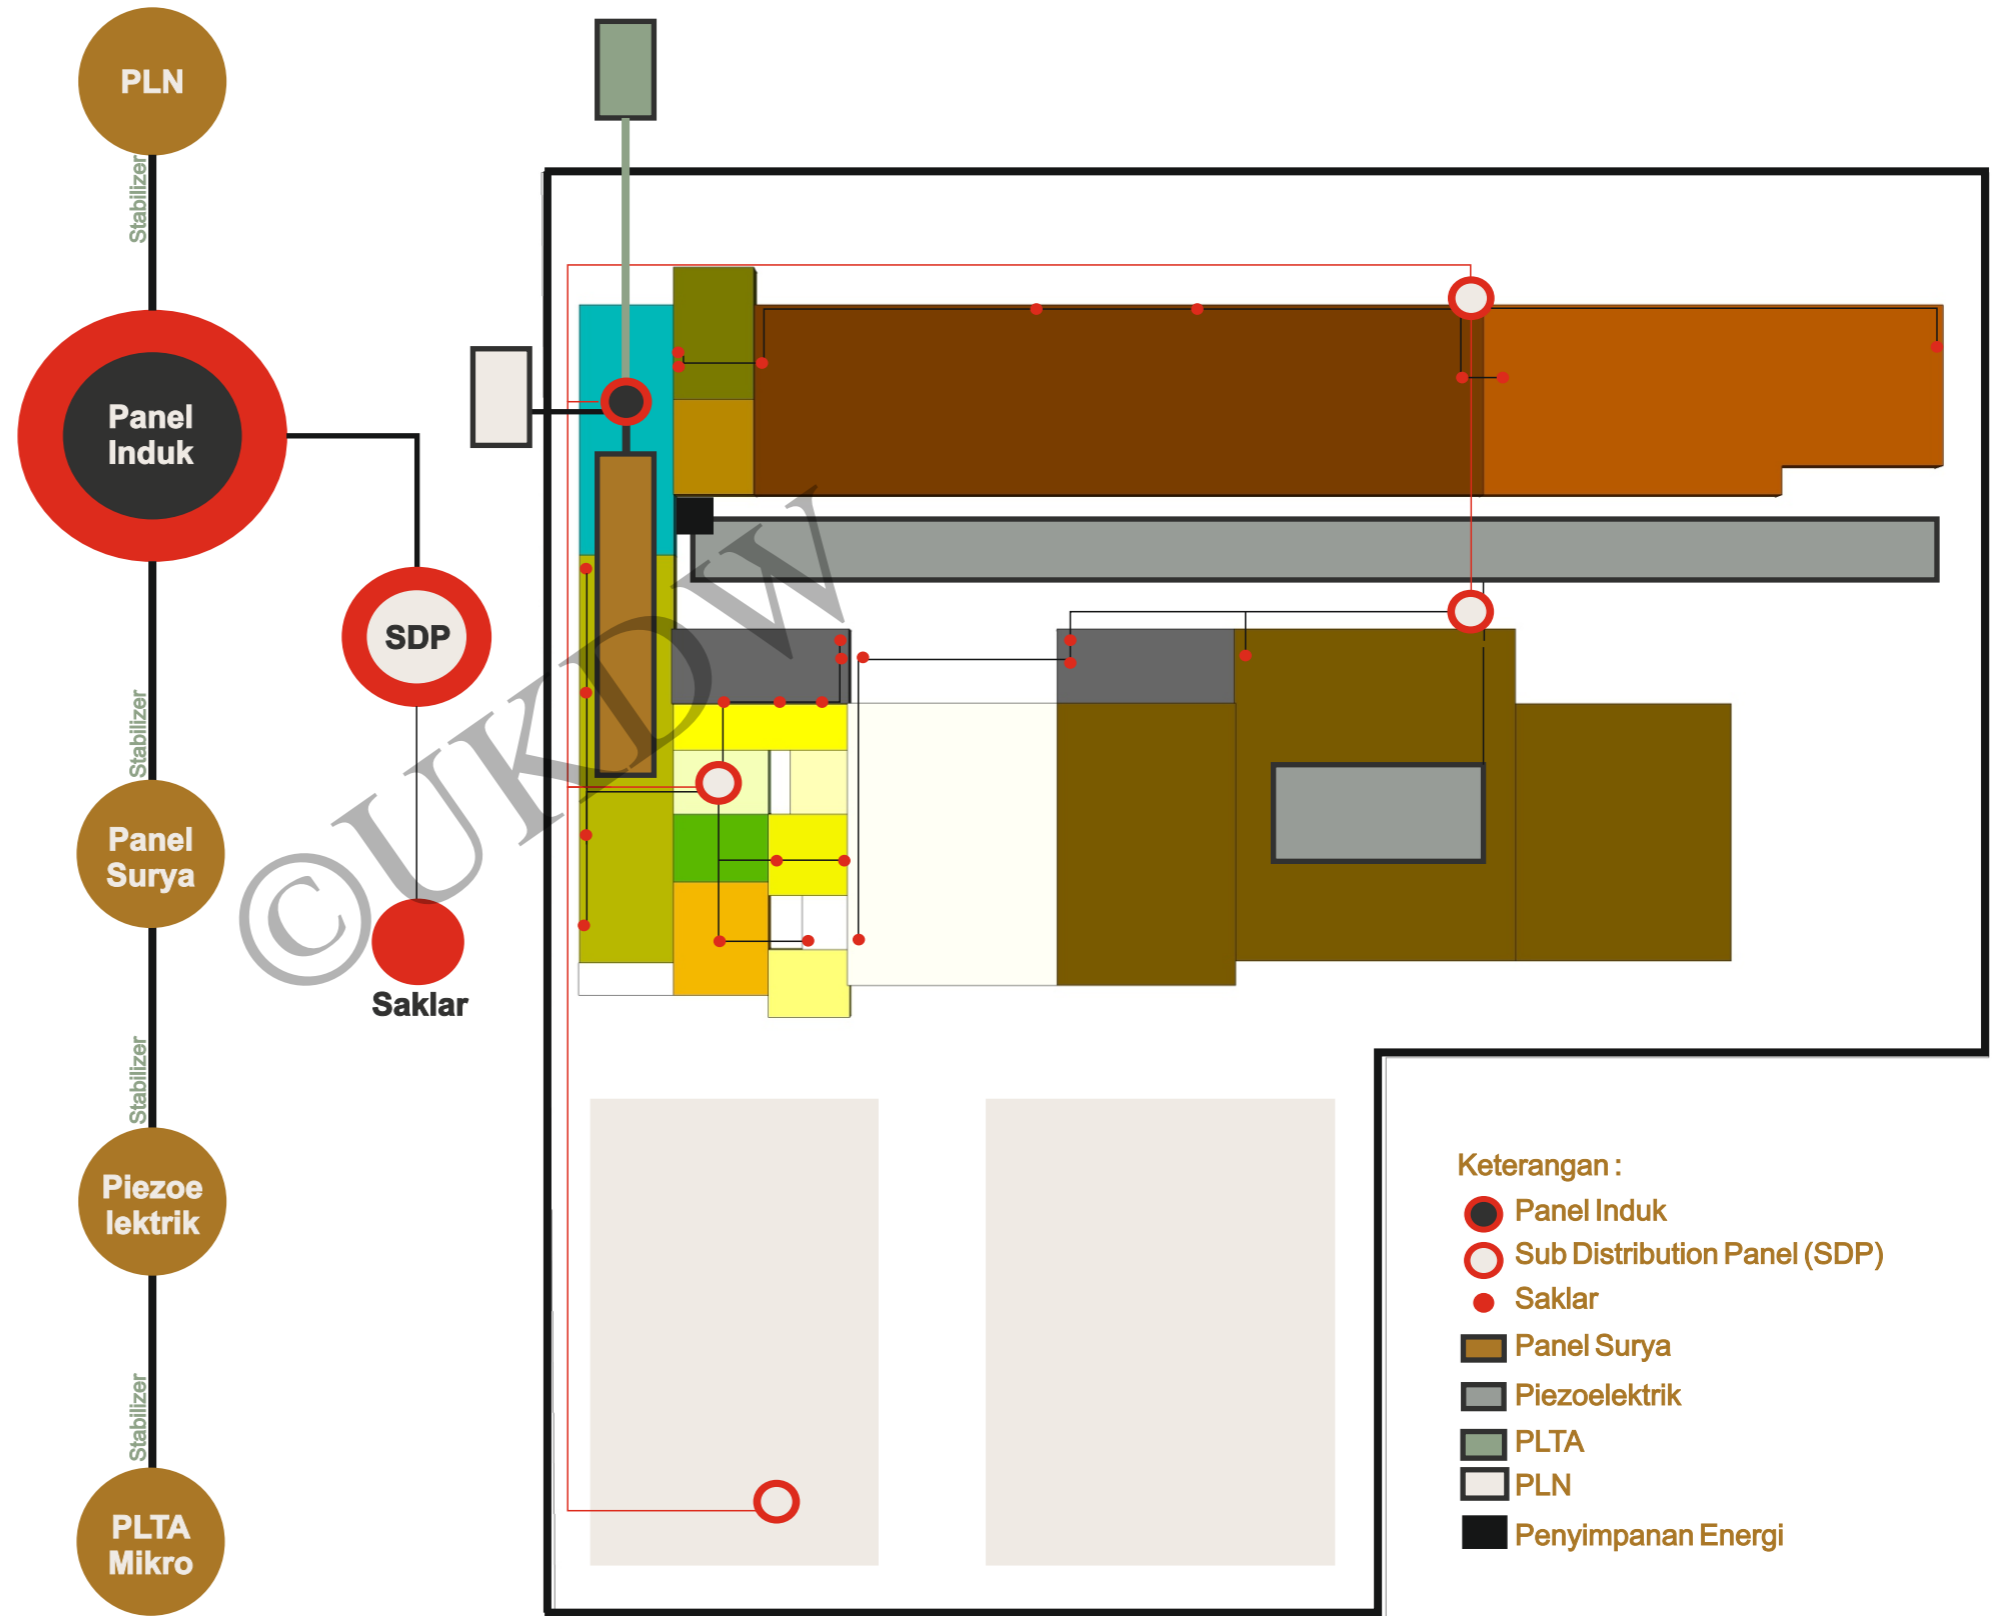 PLN
Stabilizer
Panel
Induk
SDP
Stabilizer
Panel
Surya
Saklar
Stabilizer
Piezoe
lektrik
Stabilizer
PLTA
Mikro
©UKDW
Keterangan :
Panel Induk
Sub Distribution Panel (SDP)
Saklar
Panel Surya
Piezoelektrik
PLTA
PLN
Penyimpanan Energi